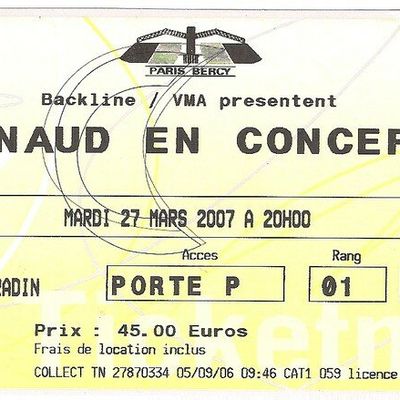 PARIS BERCY
Backline / VMA presentent
NAUD EN CONCER
MARDI 27 MARS 2007 A 20H00
Acces Rang
RADIN PORTE P 01
Prix : 45.00 Euros
Frais de location inclus
COLLECT TN 27870334 05/09/06 09:46 CAT1 059 licence